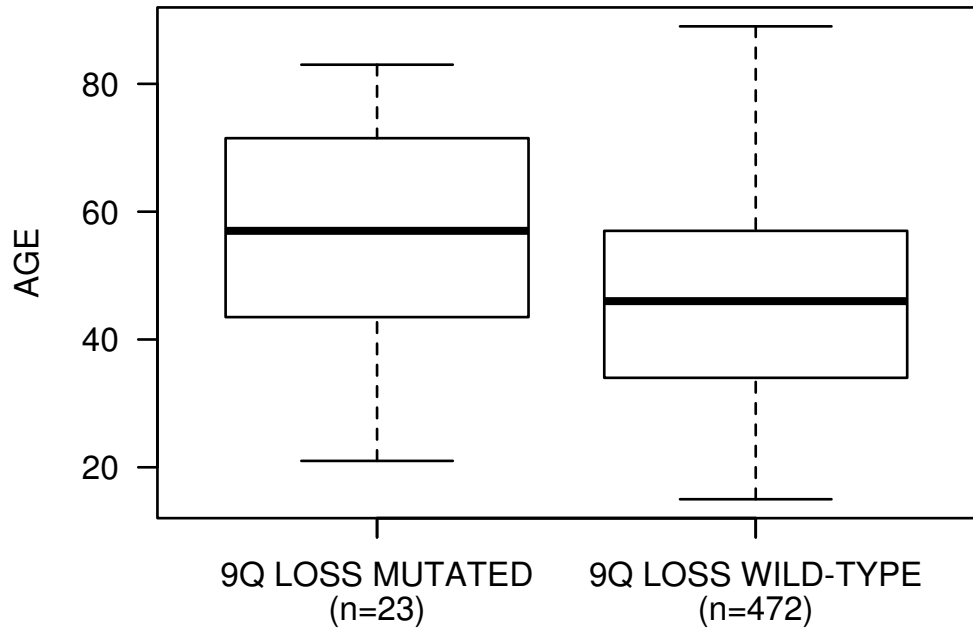 AGE
80
60
40
20
9Q LOSS MUTATED
(n=23)
9Q LOSS WILD-TYPE
(n=472)